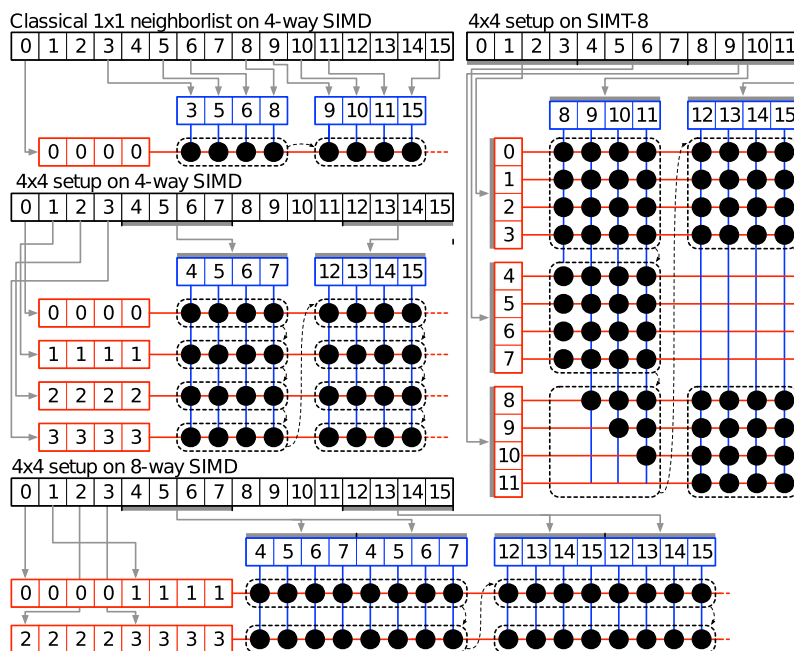 Classical 1x1 neighborlist on 4-way SIMD
0 1 2 3 4 5 6 7 8 9 10 11 12 13 14 15
3 5 6 8 9 10 11 15
0 0 0 0
4x4 setup on 4-way SIMD
0 1 2 3 4 5 6 7 8 9 10 11 12 13 14 15
4 5 6 7 12 13 14 15
0 0 0 0
1 1 1 1
2 2 2 2
3 3 3 3
4x4 setup on 8-way SIMD
0 1 2 3 4 5 6 7 8 9 10 11 12 13 14 15
4 5 6 7 4 5 6 7 12 13 14 15 12 13 14 15
0 0 0 0 1 1 1 1
2 2 2 2 3 3 3 3
4x4 setup on SIMT-8
0 1 2 3 4 5 6 7 8 9 10 11
8 9 10 11 12 13 14 15
0
1
2
3
4
5
6
7
8
9
10
11